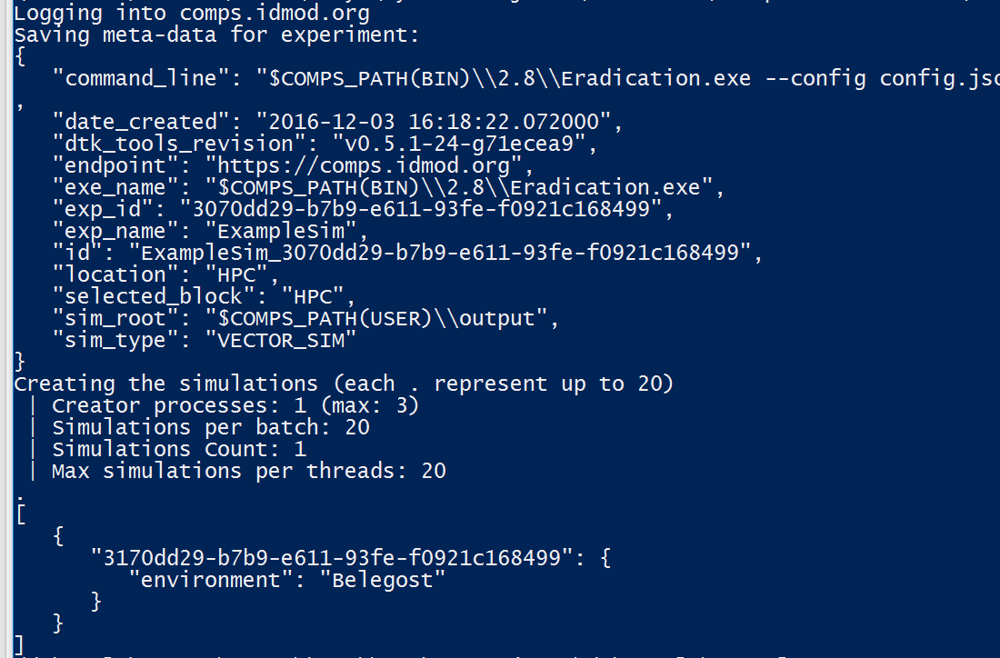 Logging into comps.idmod.org
Saving meta-data for experiment:
{
   "command_line": "$COMPS_PATH(BIN)\\2.8\\Eradication.exe --config
,
   "date_created": "2016-12-03 16:18:22.072000",
   "dtk_tools_revision": "v0.5.1-24-g71ecea9",
   "endpoint": "https://comps.idmod.org",
   "exe_name": "$COMPS_PATH(BIN)\\2.8\\Eradication.exe",
   "exp_id": "3070dd29-b7b9-e611-93fe-f0921c168499",
   "exp_name": "ExampleSim",
   "id": "ExampleSim_3070dd29-b7b9-e611-93fe-f0921c168499",
   "location": "HPC",
   "selected_block": "HPC",
   "sim_root": "$COMPS_PATH(USER)\\output",
   "sim_type": "VECTOR_SIM"
}
Creating the simulations (each . represent up to 20)
 | Creator processes: 1 (max: 3)
 | Simulations per batch: 20
 | Simulations Count: 1
 | Max simulations per threads: 20
.
[
   {
      "3170dd29-b7b9-e611-93fe-f0921c168499": {
         "environment": "Belegost"
      }
   }
]